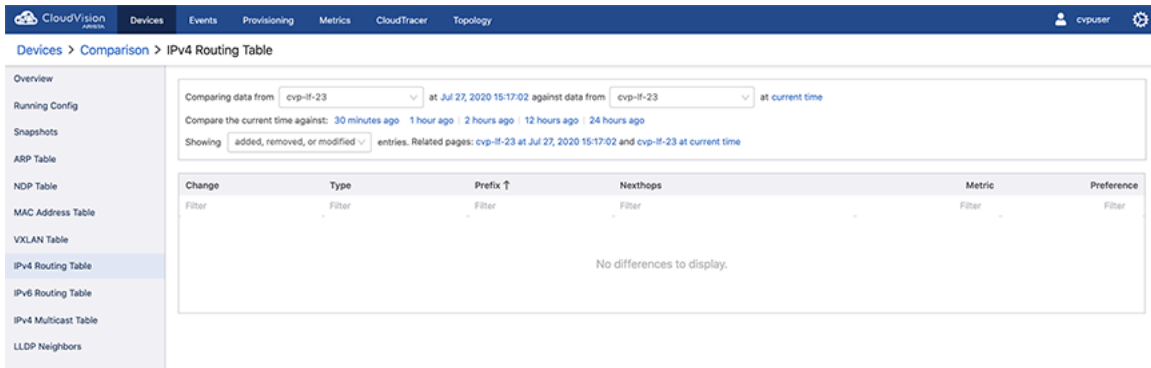 CloudVision ARISTA Devices Events Provisioning Metrics CloudTracer Topology cvpuser
Devices > Comparison > IPv4 Routing Table
Overview
Running Config
Snapshots
ARP Table
NDP Table
MAC Address Table
VXLAN Table
IPv4 Routing Table
IPv6 Routing Table
IPv4 Multicast Table
LLDP Neighbors
Comparing data from cvp-lf-23 at Jul 27, 2020 15:17:02 against data from cvp-lf-23 at current time
Compare the current time against: 30 minutes ago 1 hour ago 2 hours ago 12 hours ago 24 hours ago
Showing added, removed, or modified entries. Related pages: cvp-lf-23 at Jul 27, 2020 15:17:02 and cvp-lf-23 at current time
Change Type Prefix ↑ Nexthops Metric Preference
Filter Filter Filter Filter Filter Filter
No differences to display.